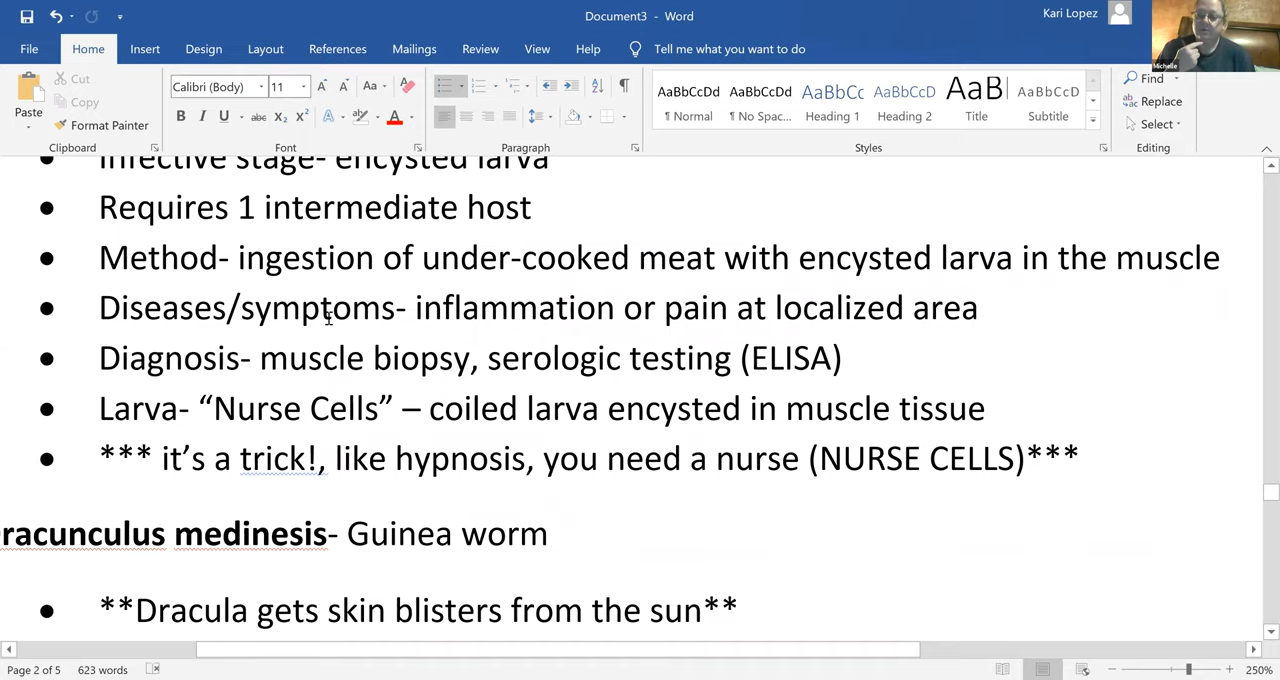 Document3 - Word
Kari Lopez
File Home Insert Design Layout References Mailings Review View Help Tell me what you want to do
Michelle
Paste
Cut
Copy
Format Painter
Clipboard
Calibri (Body) 11
Font
Paragraph
AaBbCcDd AaBbCcDd AaBbCc AaBbCcD AaB AaBbCcD
¶ Normal ¶ No Spac... Heading 1 Heading 2 Title Subtitle
Styles
Find
Replace
Select
Editing
Infective stage- encysted larva
• Requires 1 intermediate host
• Method- ingestion of under-cooked meat with encysted larva in the muscle
• Diseases/symptoms- inflammation or pain at localized area
• Diagnosis- muscle biopsy, serologic testing (ELISA)
• Larva- “Nurse Cells” – coiled larva encysted in muscle tissue
• *** it’s a trick!, like hypnosis, you need a nurse (NURSE CELLS)***
racunculus medinesis- Guinea worm
• **Dracula gets skin blisters from the sun**
Page 2 of 5 623 words 250%